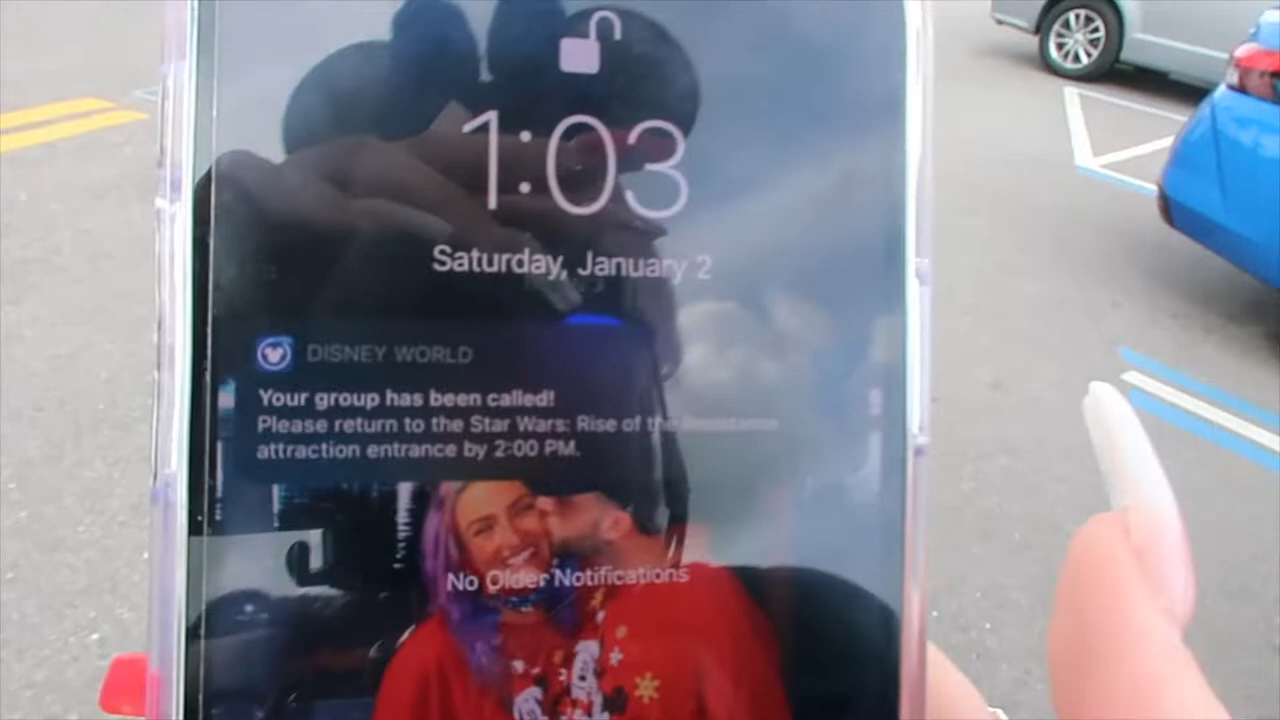 1:03
Saturday, January 2
DISNEY WORLD
Your group has been called!
Please return to the Star Wars: Rise of the Resistance
attraction entrance by 2:00 PM.
No Older Notifications